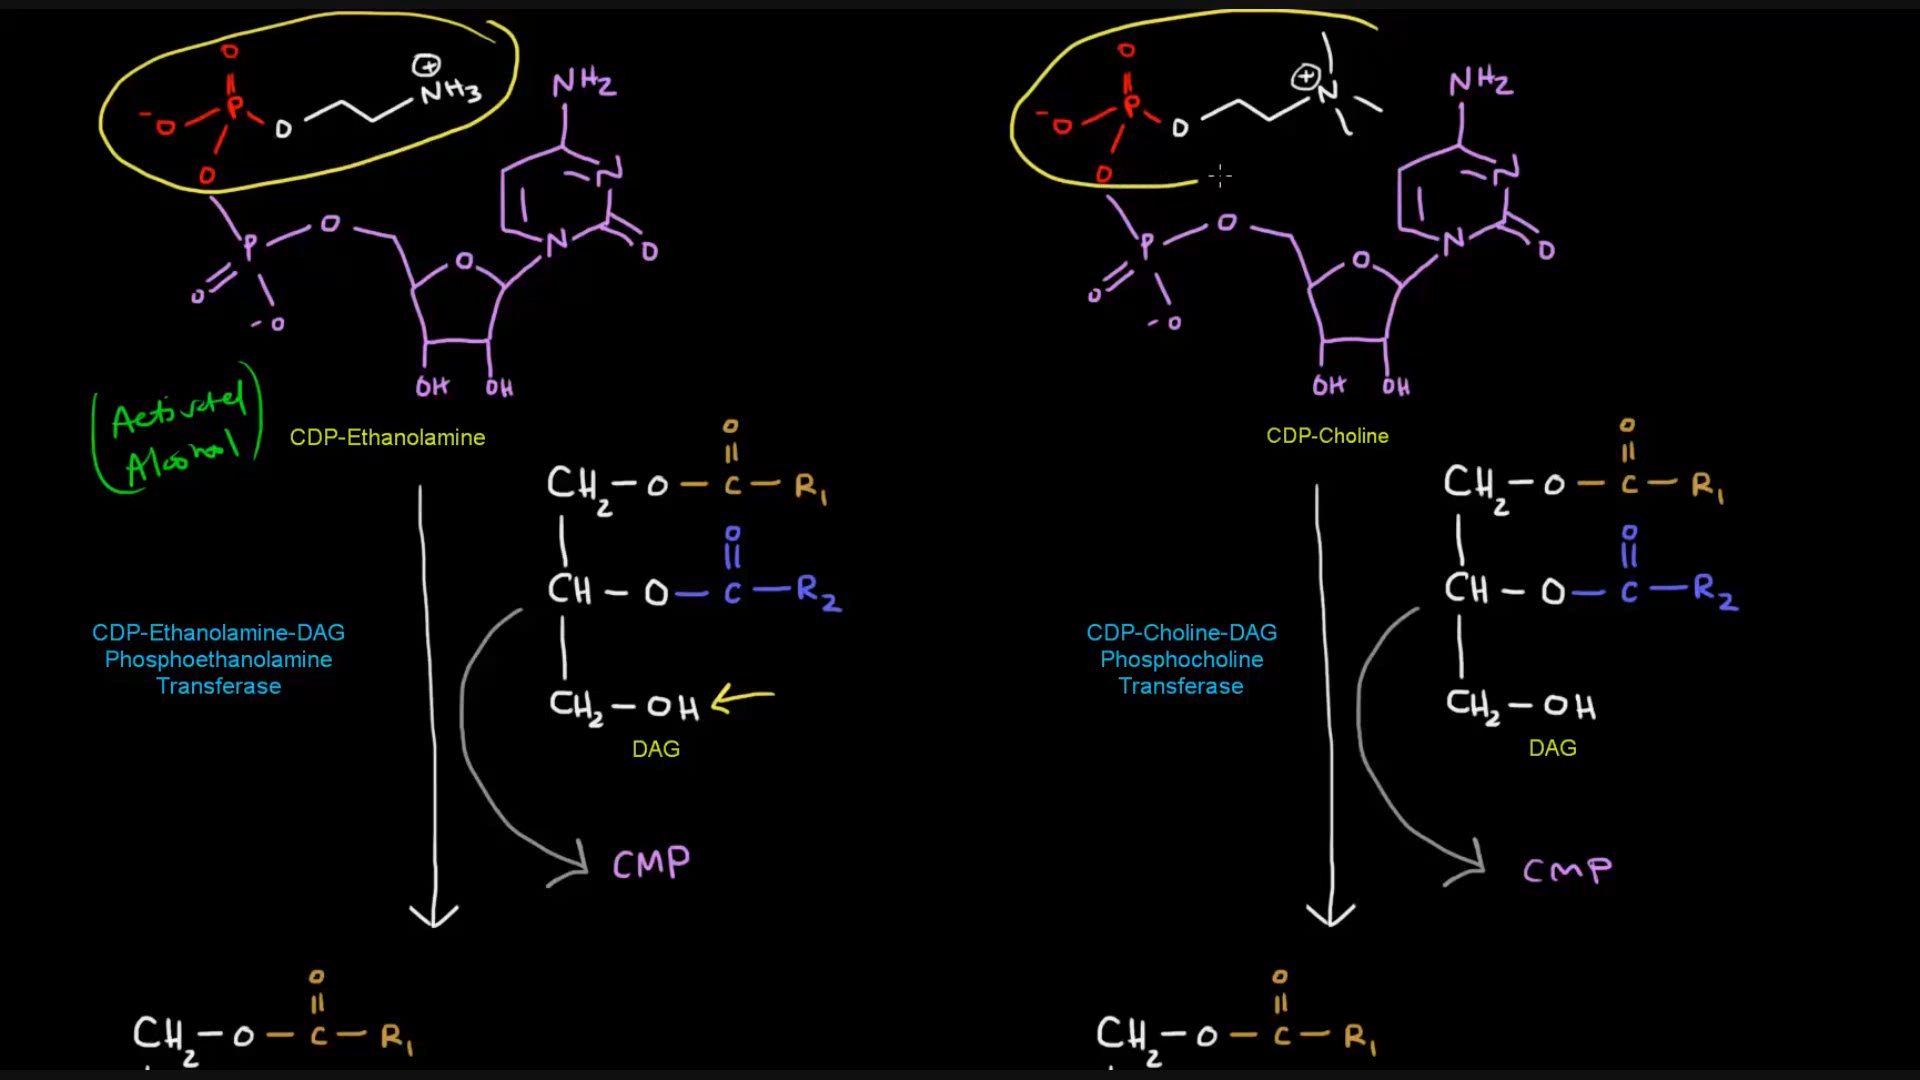 O
⊕
NH3
-O
P
O
O
NH2
N
O
P
O
O
N
O
-O
OH OH
CDP-Ethanolamine
(Activated
Alcohol)
O
CH2-O-C-R1
O
CH-O-C-R2
CH2-OH
DAG
CDP-Ethanolamine-DAG
Phosphoethanolamine
Transferase
CMP
O
CH2-O-C-R1
O
⊕
N
-O
P
O
O
NH2
N
O
P
O
O
N
O
-O
OH OH
CDP-Choline
O
CH2-O-C-R1
O
CH-O-C-R2
CH2-OH
DAG
CDP-Choline-DAG
Phosphocholine
Transferase
CMP
O
CH2-O-C-R1